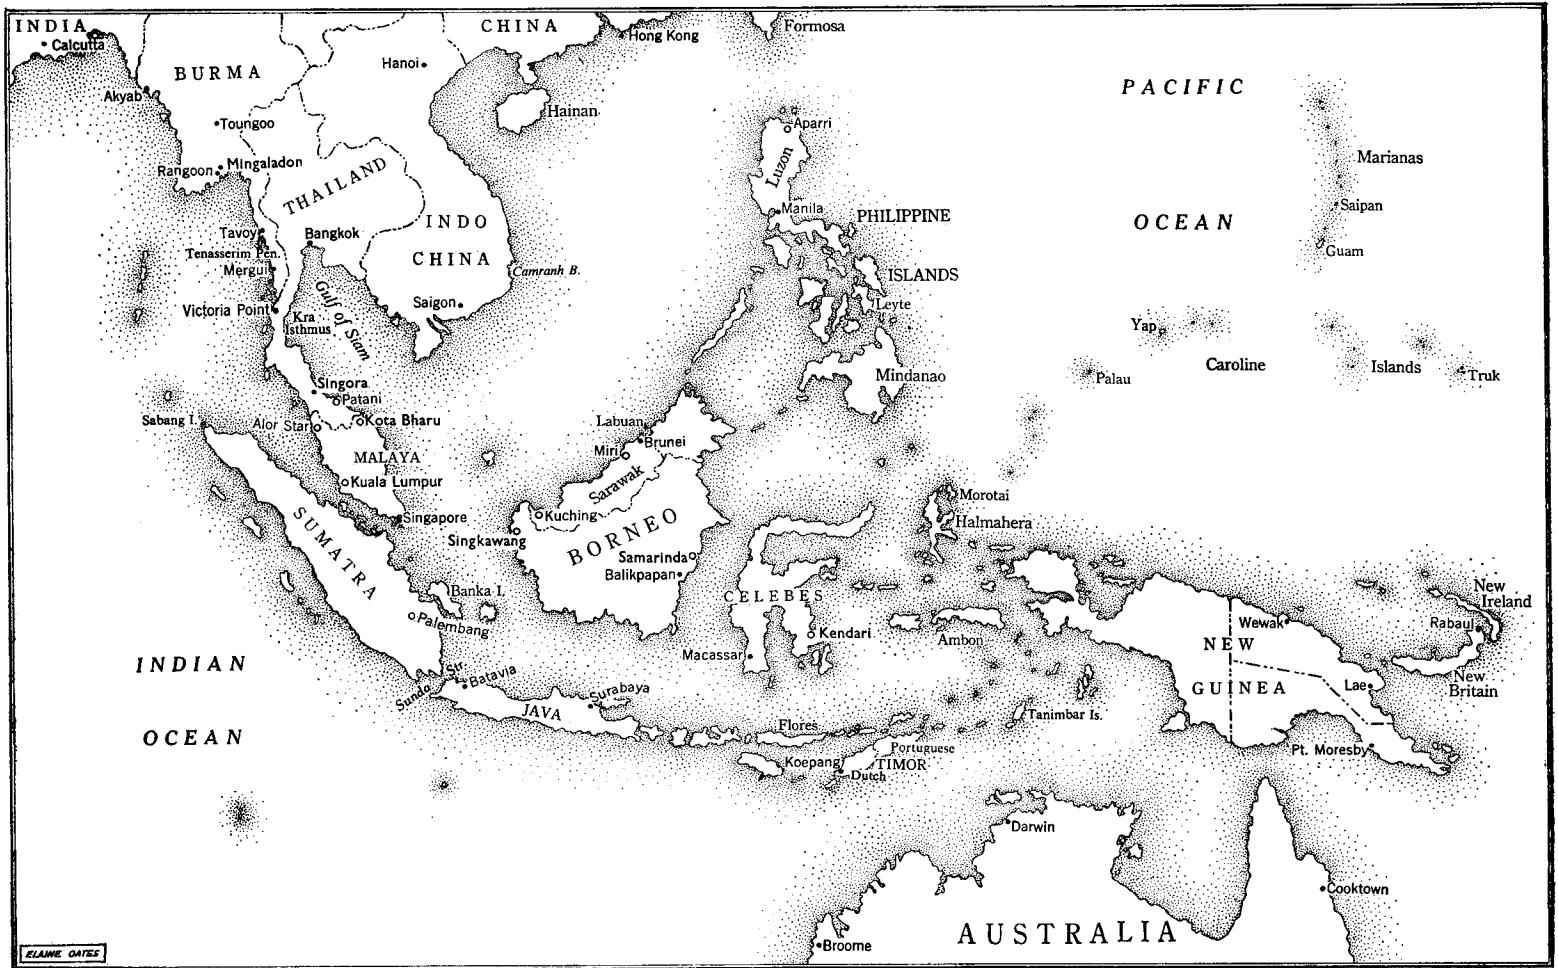 INDIA
Calcutta
CHINA
Hong Kong
Formosa
BURMA
Hanoi
PACIFIC
Akyab
Hainan
Aparri
Toungoo
Luzon
Marianas
Mingaladon
Rangoon
THAILAND
Saipan
Manila
PHILIPPINE
INDO
OCEAN
Tavoy
Bangkok
Guam
Tenasserim Pen.
CHINA
Mergui
Camranh B.
ISLANDS
Victoria Point
Saigon
Leyte
Kra
Isthmus
Gulf of Siam
Yap
Caroline
Islands
Palau
Truk
Mindanao
Singora
Patani
Sabang I.
Alor Star
Kota Bharu
Labuan
Brunei
Miri
MALAYA
Kuala Lumpur
Sarawak
Morotai
Singapore
Kuching
Halmahera
SUMATRA
Singkawang
BORNEO
Samarinda
Balikpapan
Banka I.
CELEBES
New
Ireland
Palembang
Kendari
Ambon
Wewak
Rabaul
NEW
INDIAN
Macassar
Str.
Batavia
Sunda
Surabaya
GUINEA
Lae
New
Britain
JAVA
Tanimbar Is.
Flores
OCEAN
Portuguese
Koepang
TIMOR
Dutch
Pt. Moresby
Darwin
Cooktown
AUSTRALIA
Broome
ELAINE OATES